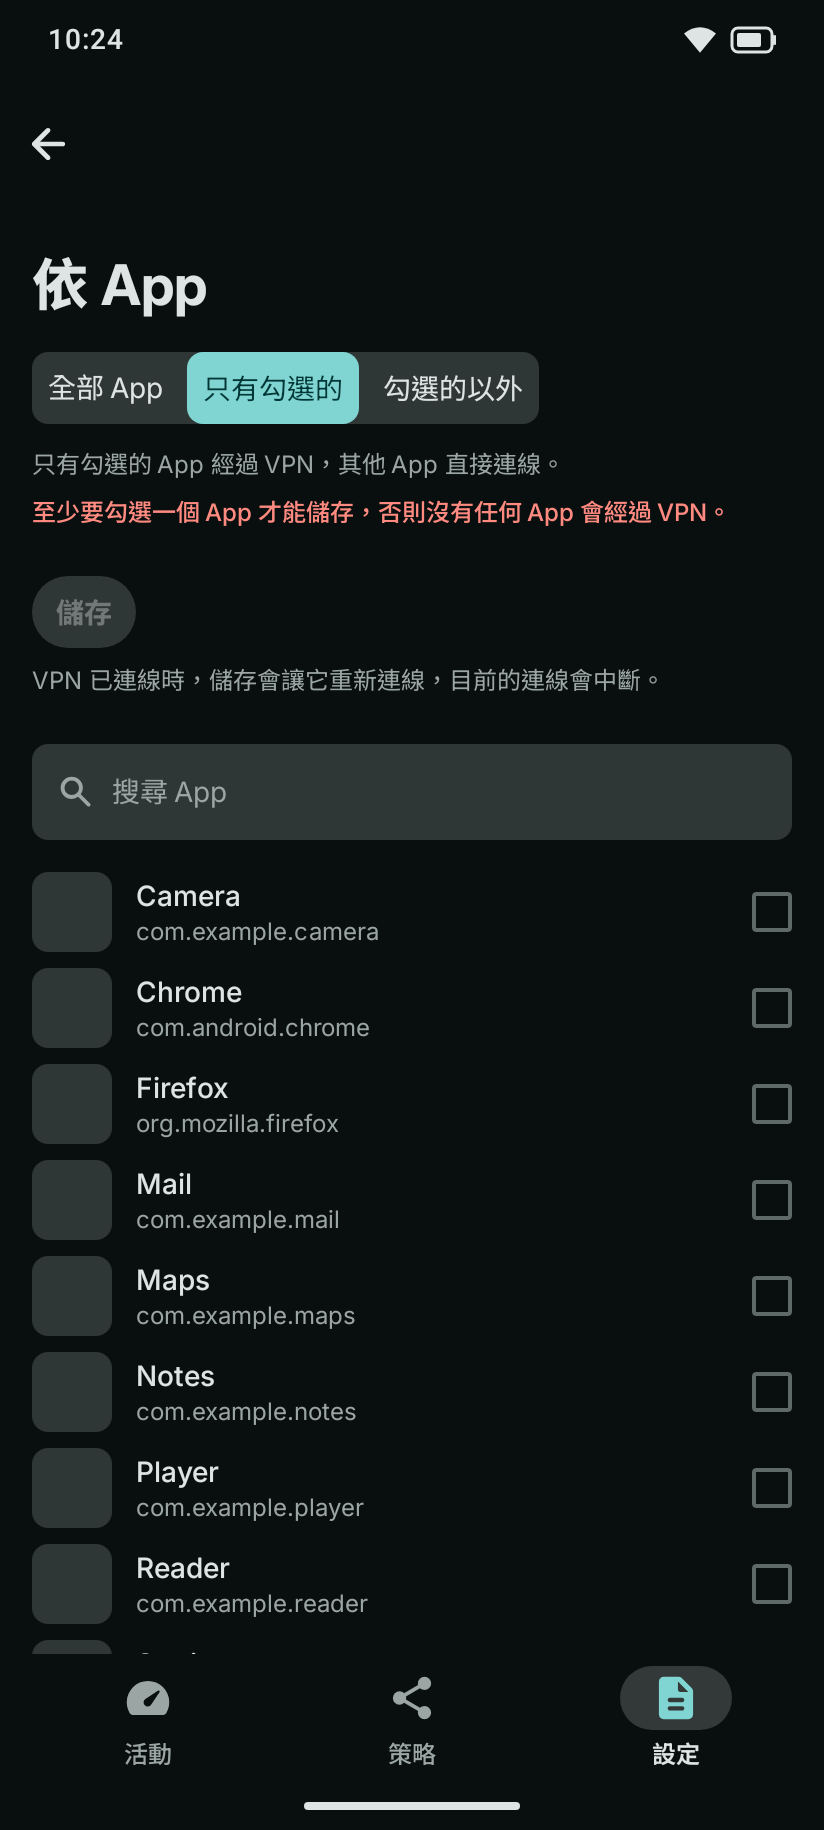 10:24
依 App
全部 App
只有勾選的
勾選的以外
只有勾選的 App 經過 VPN，其他 App 直接連線。
至少要勾選一個 App 才能儲存，否則沒有任何 App 會經過 VPN。
儲存
VPN 已連線時，儲存會讓它重新連線，目前的連線會中斷。
搜尋 App
Camera
com.example.camera
Chrome
com.android.chrome
Firefox
org.mozilla.firefox
Mail
com.example.mail
Maps
com.example.maps
Notes
com.example.notes
Player
com.example.player
Reader
com.example.reader
活動
策略
設定